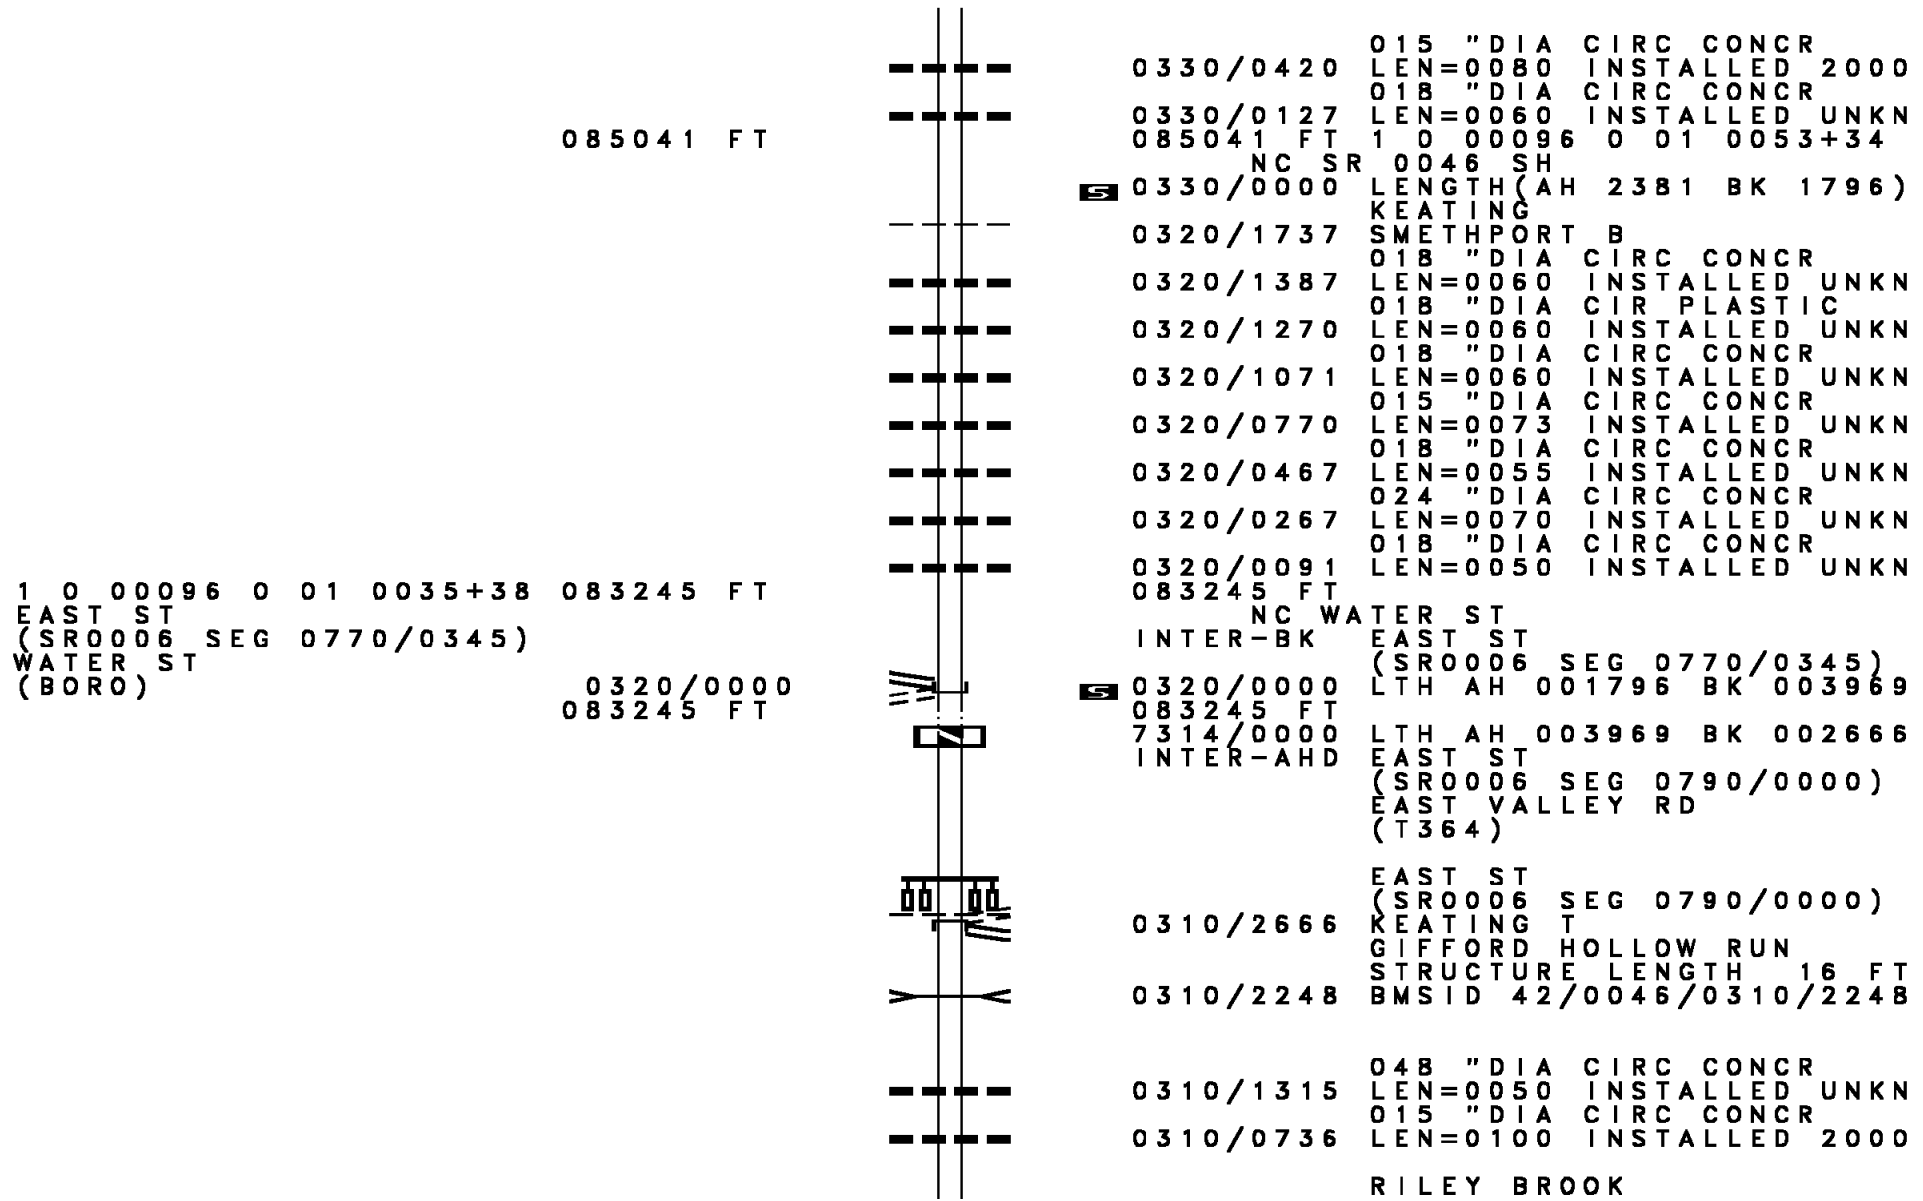 015 "DIA CIRC CONCR
0330/0420 LEN=0080 INSTALLED 2000
018 "DIA CIRC CONCR
0330/0127 LEN=0060 INSTALLED UNKN
085041 FT 085041 FT 1 0 00096 0 01 0053+34
NC SR 0046 SH
S 0330/0000 LENGTH(AH 2381 BK 1796)
KEATING
0320/1737 SMETHPORT B
018 "DIA CIRC CONCR
0320/1387 LEN=0060 INSTALLED UNKN
018 "DIA CIR PLASTIC
0320/1270 LEN=0060 INSTALLED UNKN
018 "DIA CIRC CONCR
0320/1071 LEN=0060 INSTALLED UNKN
015 "DIA CIRC CONCR
0320/0770 LEN=0073 INSTALLED UNKN
018 "DIA CIRC CONCR
0320/0467 LEN=0055 INSTALLED UNKN
024 "DIA CIRC CONCR
0320/0267 LEN=0070 INSTALLED UNKN
018 "DIA CIRC CONCR
0320/0091 LEN=0050 INSTALLED UNKN
1 0 00096 0 01 0035+38 083245 FT 083245 FT
EAST ST NC WATER ST
(SR0006 SEG 0770/0345) INTER-BK EAST ST
WATER ST (SR0006 SEG 0770/0345)
(BORO) 0320/0000 S 0320/0000 LTH AH 001796 BK 003969
083245 FT 083245 FT
7314/0000 LTH AH 003969 BK 002666
INTER-AHD EAST ST
(SR0006 SEG 0790/0000)
EAST VALLEY RD
(T364)
EAST ST
(SR0006 SEG 0790/0000)
0310/2666 KEATING T
GIFFORD HOLLOW RUN
STRUCTURE LENGTH 16 FT
0310/2248 BMSID 42/0046/0310/2248
048 "DIA CIRC CONCR
0310/1315 LEN=0050 INSTALLED UNKN
015 "DIA CIRC CONCR
0310/0736 LEN=0100 INSTALLED 2000
RILEY BROOK